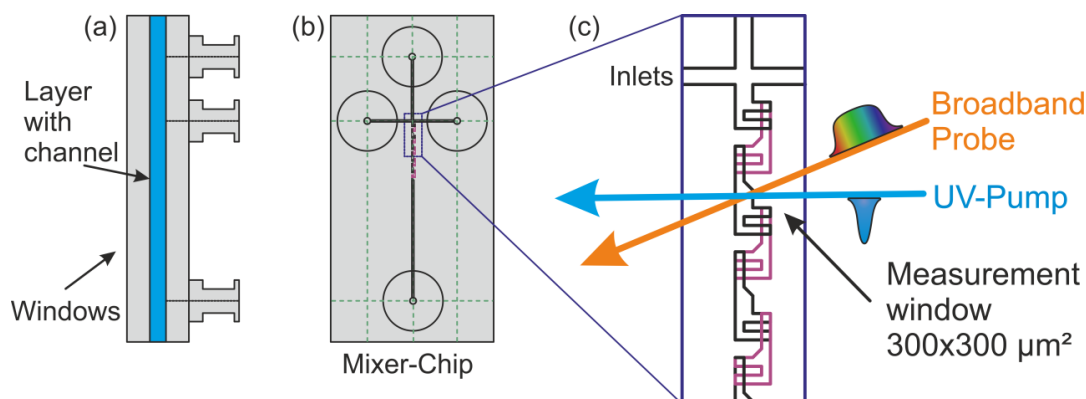 (a)
Layer
with
channel
Windows
(b)
Mixer-Chip
(c)
Inlets
Broadband
Probe
UV-Pump
Measurement
window
300x300 µm²